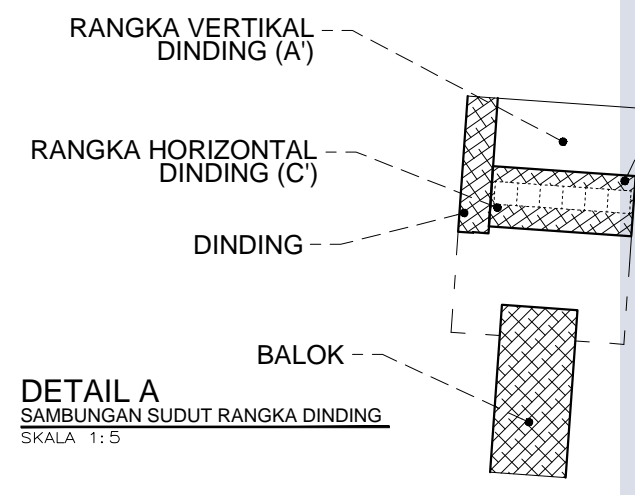 RANGKA VERTIKAL
DINDING (A')
RANGKA HORIZONTAL
DINDING (C')
DINDING
BALOK
DETAIL A
SAMBUNGAN SUDUT RANGKA DINDING
SKALA 1:5